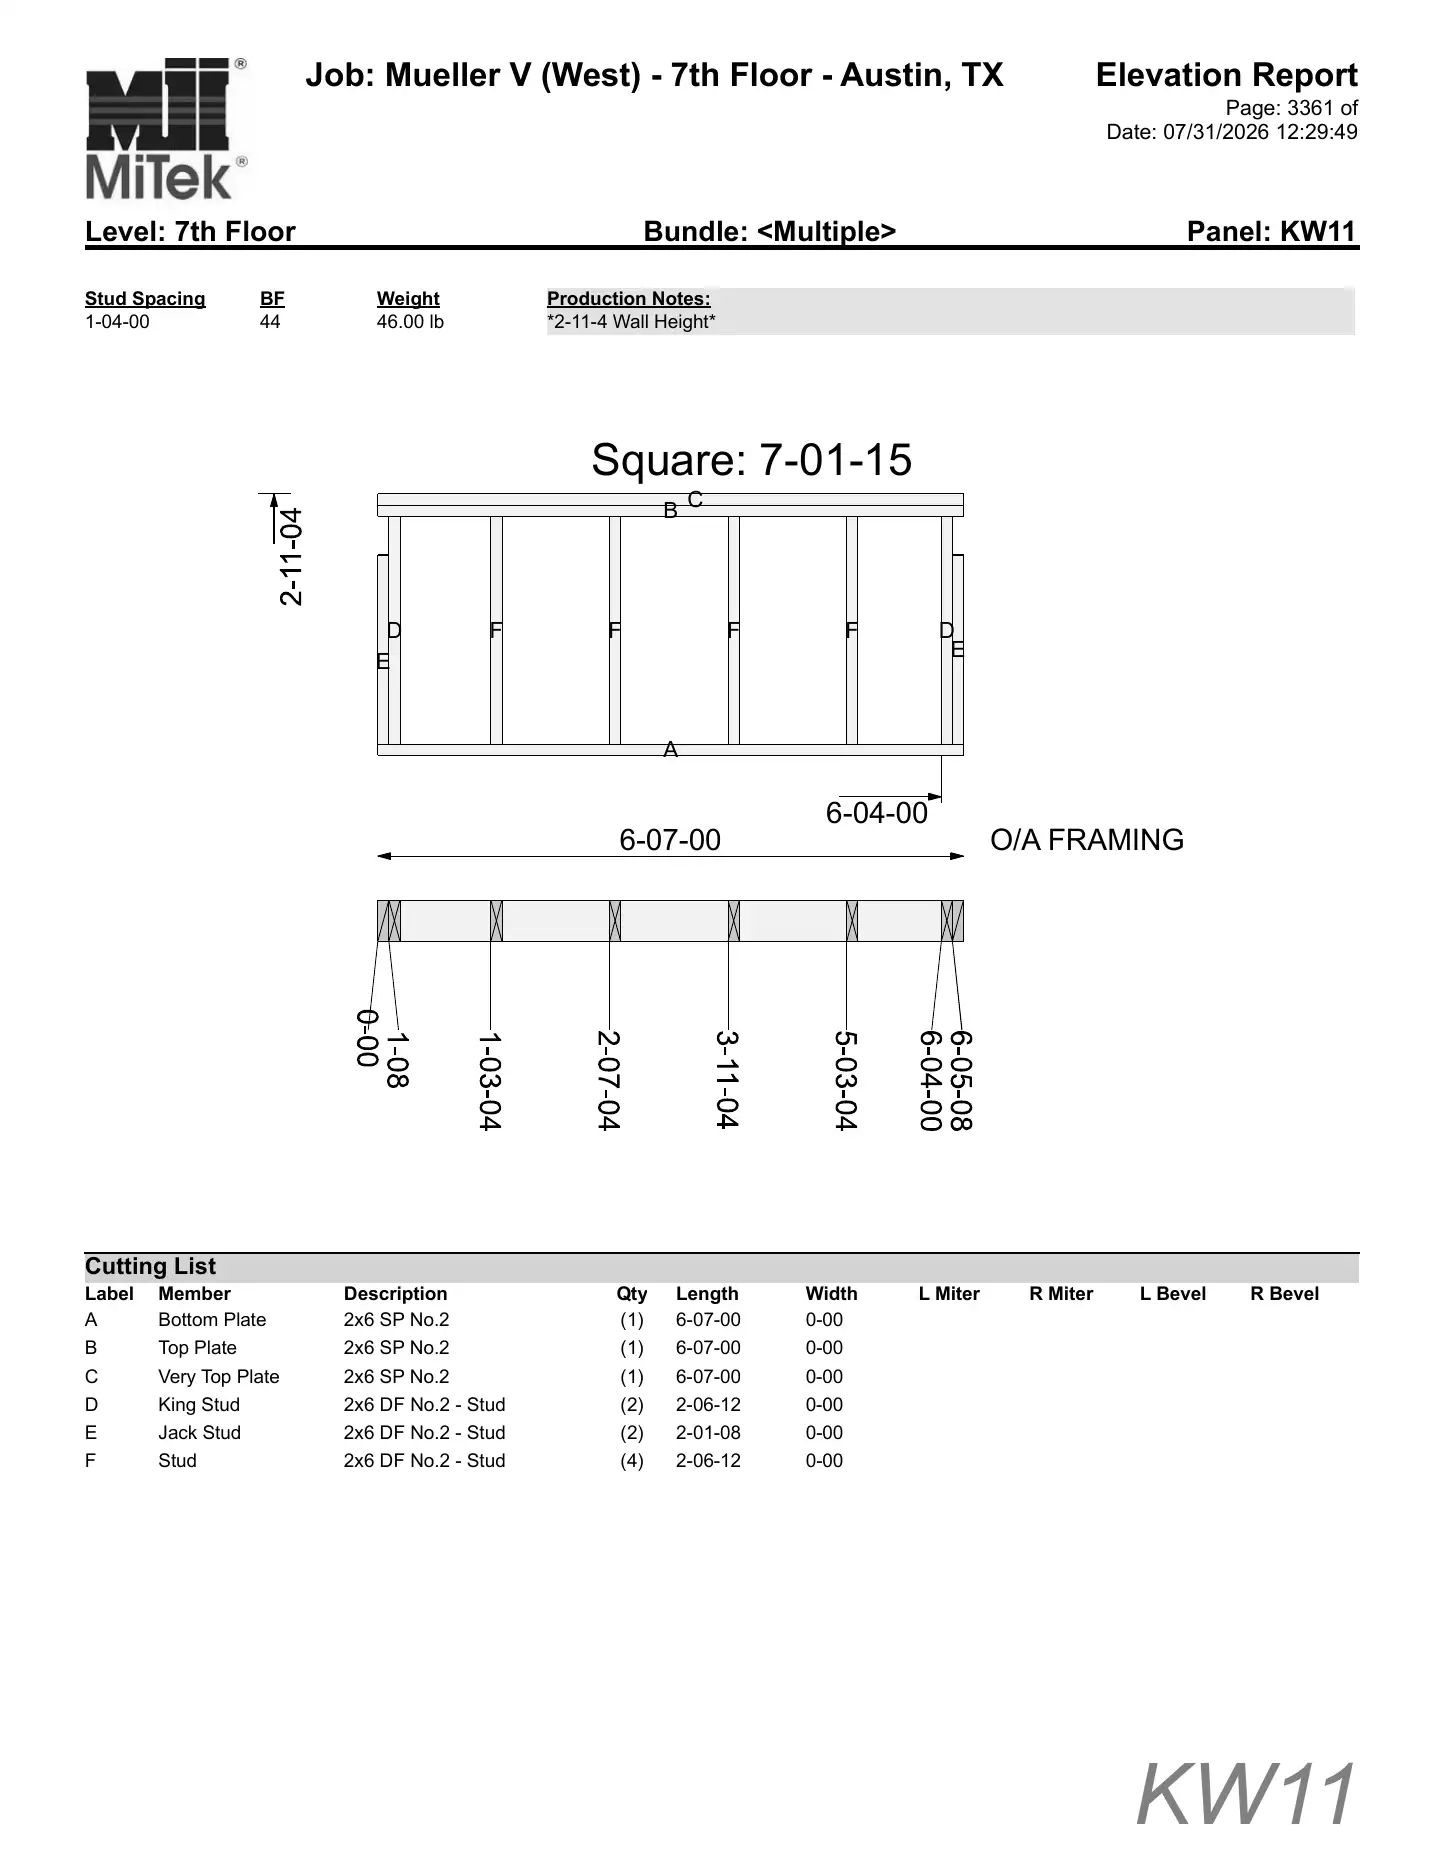 Job: Mueller V (West) - 7th Floor - Austin, TX
Elevation Report
Page: 3361 of
Date: 07/31/2026 12:29:49
MiTek®
Level: 7th Floor Bundle: <Multiple> Panel: KW11
Stud Spacing BF Weight Production Notes:
1-04-00 44 46.00 lb *2-11-4 Wall Height*
Square: 7-01-15
2-11-04
C
B
D F F F F D
E E
A
6-04-00
6-07-00 O/A FRAMING
0-00 1-08 1-03-04 2-07-04 3-11-04 5-03-04 6-04-00 6-05-08
Cutting List
Label Member Description Qty Length Width L Miter R Miter L Bevel R Bevel
A Bottom Plate 2x6 SP No.2 (1) 6-07-00 0-00
B Top Plate 2x6 SP No.2 (1) 6-07-00 0-00
C Very Top Plate 2x6 SP No.2 (1) 6-07-00 0-00
D King Stud 2x6 DF No.2 - Stud (2) 2-06-12 0-00
E Jack Stud 2x6 DF No.2 - Stud (2) 2-01-08 0-00
F Stud 2x6 DF No.2 - Stud (4) 2-06-12 0-00
KW11